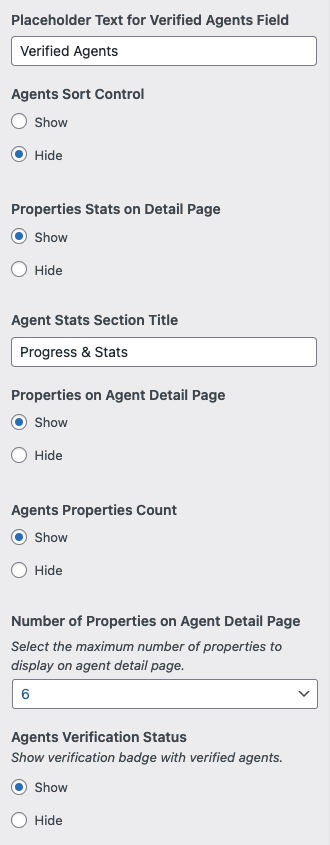 Placeholder Text for Verified Agents Field
Verified Agents
Agents Sort Control
Show
Hide
Properties Stats on Detail Page
Show
Hide
Agent Stats Section Title
Progress & Stats
Properties on Agent Detail Page
Show
Hide
Agents Properties Count
Show
Hide
Number of Properties on Agent Detail Page
Select the maximum number of properties to
display on agent detail page.
6
Agents Verification Status
Show verification badge with verified agents.
Show
Hide